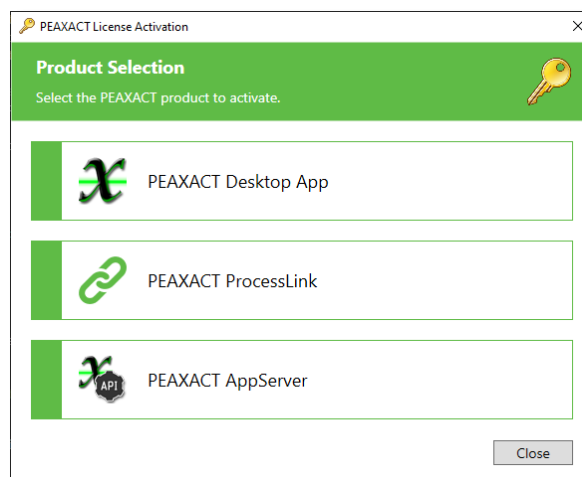 PEAXACT License Activation
Product Selection
Select the PEAXACT product to activate.
PEAXACT Desktop App
PEAXACT ProcessLink
API
PEAXACT AppServer
Close